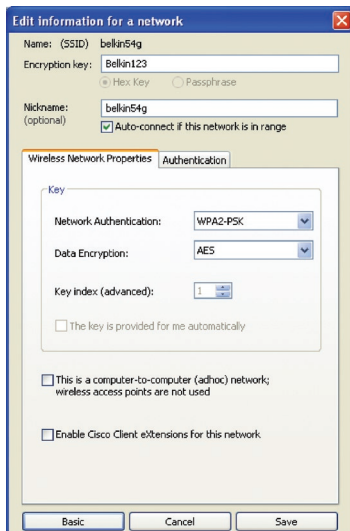 Edit information for a network
Name: (SSID) belkin54g
Encryption key: Belkin123
Hex Key Passphrase
Nickname: belkin54g
(optional)
Auto-connect if this network is in range
Wireless Network Properties Authentication
Key
Network Authentication: WPA2-PSK
Data Encryption: AES
Key index (advanced): 1
The key is provided for me automatically
This is a computer-to-computer (adhoc) network;
wireless access points are not used
Enable Cisco Client eXtensions for this network
Basic Cancel Save